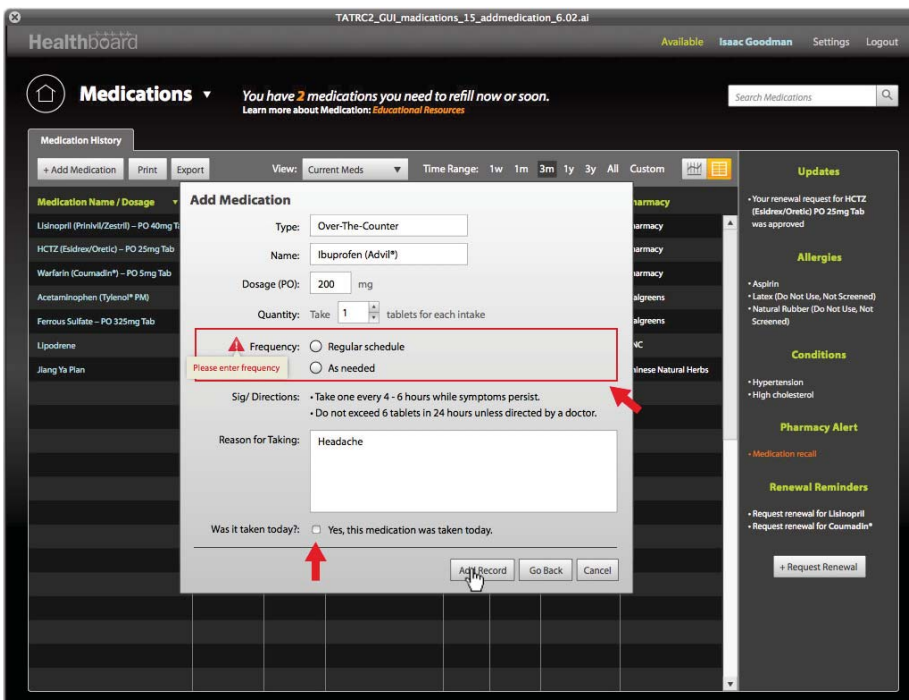 TATRC2_GUI_madications_15_addmedication_6.02.ai
Healthboard
Available Isaac Goodman Settings Logout
Medications
You have 2 medications you need to refill now or soon.
Learn more about Medication: Educational Resources
Search Medications
Medication History
+ Add Medication Print Export View: Current Meds Time Range: 1w 1m 3m 1y 3y All Custom
Medication Name / Dosage
Lisinopril (Prinivil/Zestril) – PO 40mg
HCTZ (Esidrex/Oretic) – PO 25mg Tab
Warfarin (Coumadin®) – PO 5mg Tab
Acetaminophen (Tylenol® PM)
Ferrous Sulfate – PO 325mg Tab
Lipodrene
Jiang Ya Pian
Add Medication
Type: Over-The-Counter
Name: Ibuprofen (Advil®)
Dosage (PO): 200 mg
Quantity: Take 1 tablets for each intake
Frequency: Regular schedule
Please enter frequency
As needed
Sig/ Directions: • Take one every 4 - 6 hours while symptoms persist.
• Do not exceed 6 tablets in 24 hours unless directed by a doctor.
Reason for Taking: Headache
Was it taken today?: Yes, this medication was taken today.
Add Record Go Back Cancel
Natural Herbs
Updates
• Your renewal request for HCTZ
(Esidrex/Oretic) PO 25mg Tab
was approved
Allergies
• Aspirin
• Latex (Do Not Use, Not Screened)
• Natural Rubber (Do Not Use, Not
Screened)
Conditions
• Hypertension
• High cholesterol
Pharmacy Alert
• Medication recall
Renewal Reminders
• Request renewal for Lisinopril
• Request renewal for Coumadin®
+ Request Renewal